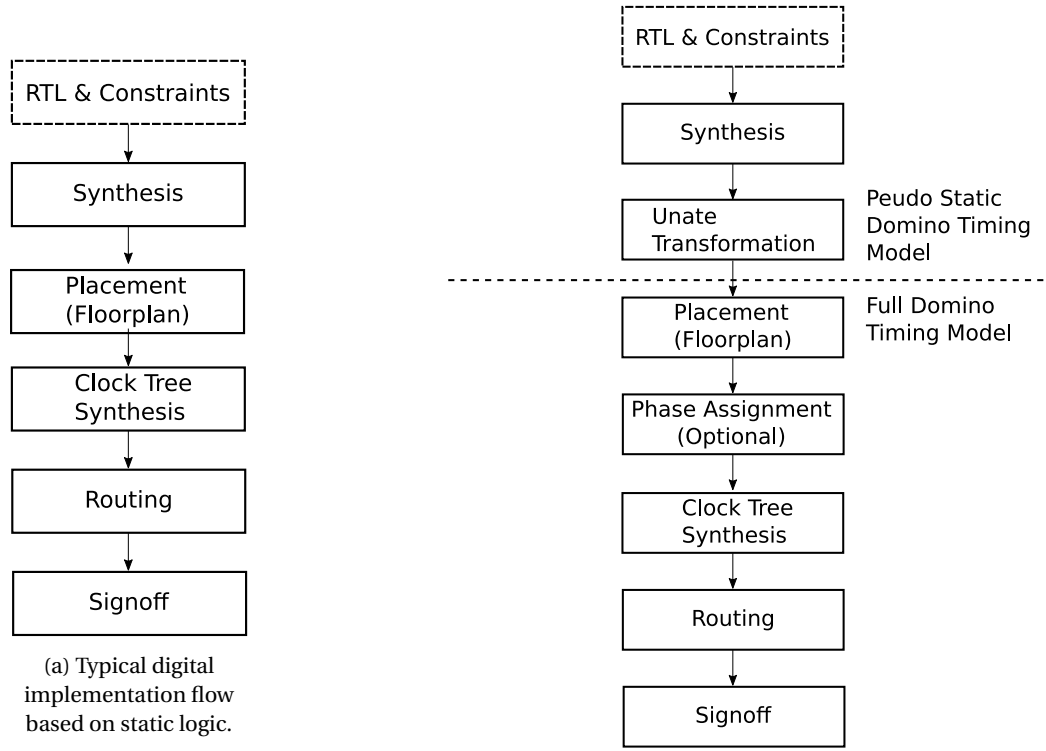 RTL & Constraints
Synthesis
Placement
(Floorplan)
Clock Tree
Synthesis
Routing
Signoff
(a) Typical digital
implementation flow
based on static logic.
RTL & Constraints
Synthesis
Unate
Transformation
Peudo Static
Domino Timing
Model
Placement
(Floorplan)
Full Domino
Timing Model
Phase Assignment
(Optional)
Clock Tree
Synthesis
Routing
Signoff